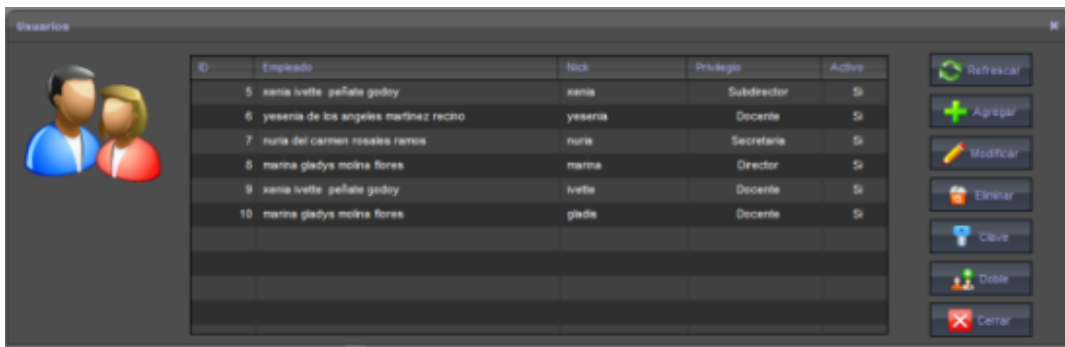 Usuarios
ID Empleado Nick Privilegio Activo
5 xenia ivette peñate godoy xenia Subdirector Si
6 yesenia de los angeles martinez recino yesenia Docente Si
7 nuria del carmen rosales ramos nuria Secretaria Si
8 marina gladys molina flores marina Director Si
9 xenia ivette peñate godoy ivette Docente Si
10 marina gladys molina flores gladis Docente Si
Refrescar
Agregar
Modificar
Eliminar
Clave
Doble
Cerrar